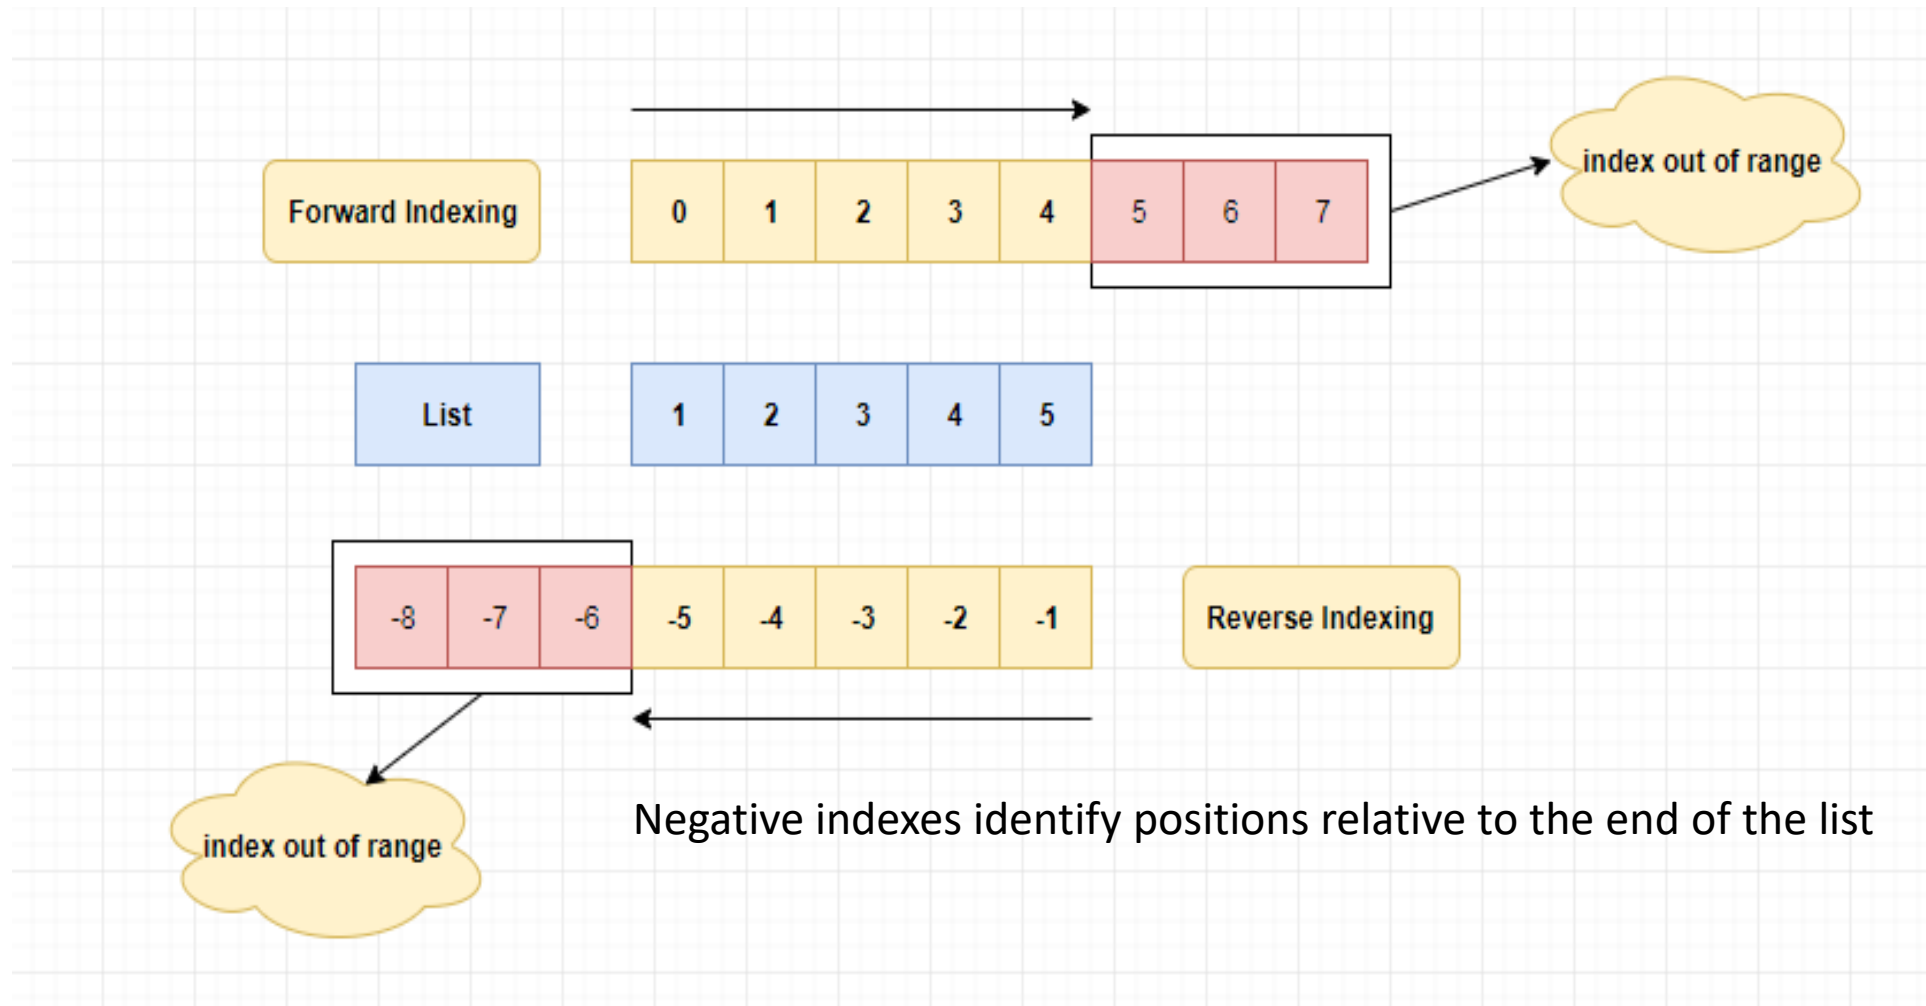 index out of range
Forward Indexing 0 1 2 3 4 5 6 7
List 1 2 3 4 5
-8 -7 -6 -5 -4 -3 -2 -1 Reverse Indexing
Negative indexes identify positions relative to the end of the list
index out of range